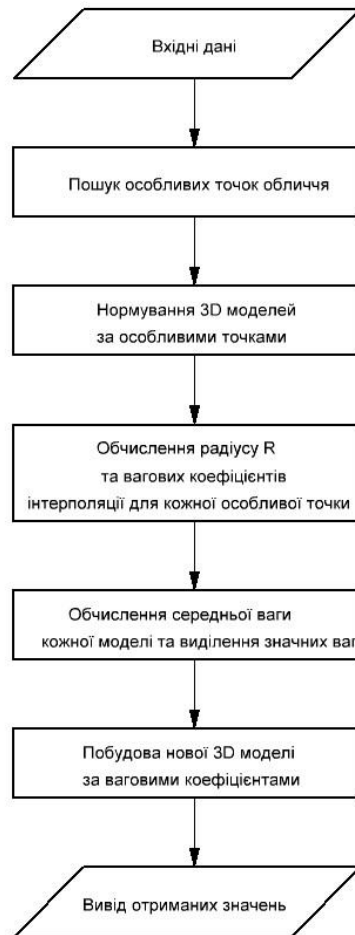 Вхідні дані
Пошук особливих точок обличчя
Нормування 3D моделей
за особливими точками
Обчислення радіусу R
та вагових коефіцієнтів
інтерполяції для кожної особливої точки
Обчислення середньої ваги
кожної моделі та виділення значних ваг
Побудова нової 3D моделі
за ваговими коефіцієнтами
Вивід отриманих значень